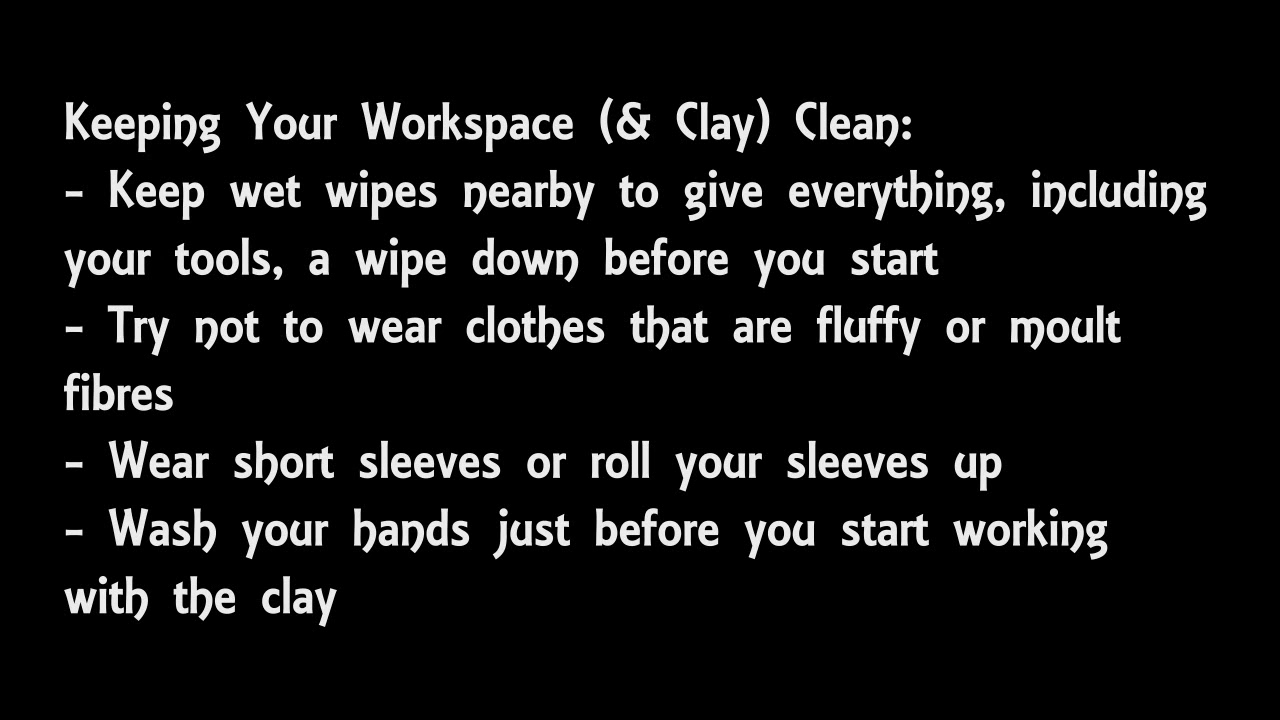 Keeping Your Workspace (& Clay) Clean:
- Keep wet wipes nearby to give everything, including
your tools, a wipe down before you start
- Try not to wear clothes that are fluffy or moult
fibres
- Wear short sleeves or roll your sleeves up
- Wash your hands just before you start working
with the clay